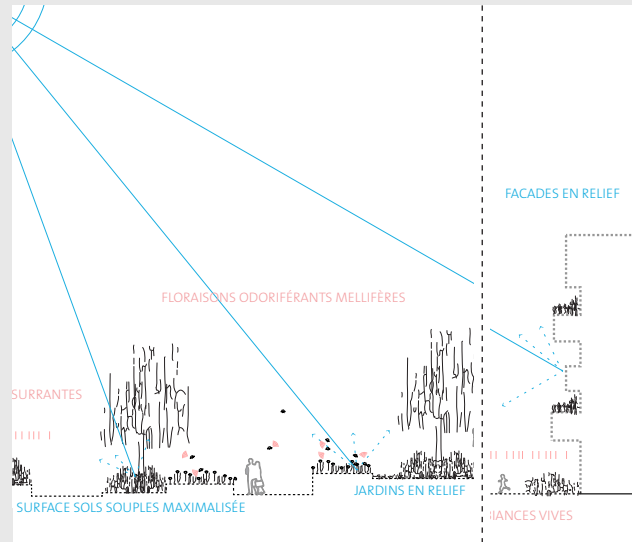 FACADES EN RELIEF
FLORAISONS ODORIFÉRANTS MELLIFÈRES
SURRANTES
JARDINS EN RELIEF
SURFACE SOLS SOUPLES MAXIMALISÉE
IANCES VIVES